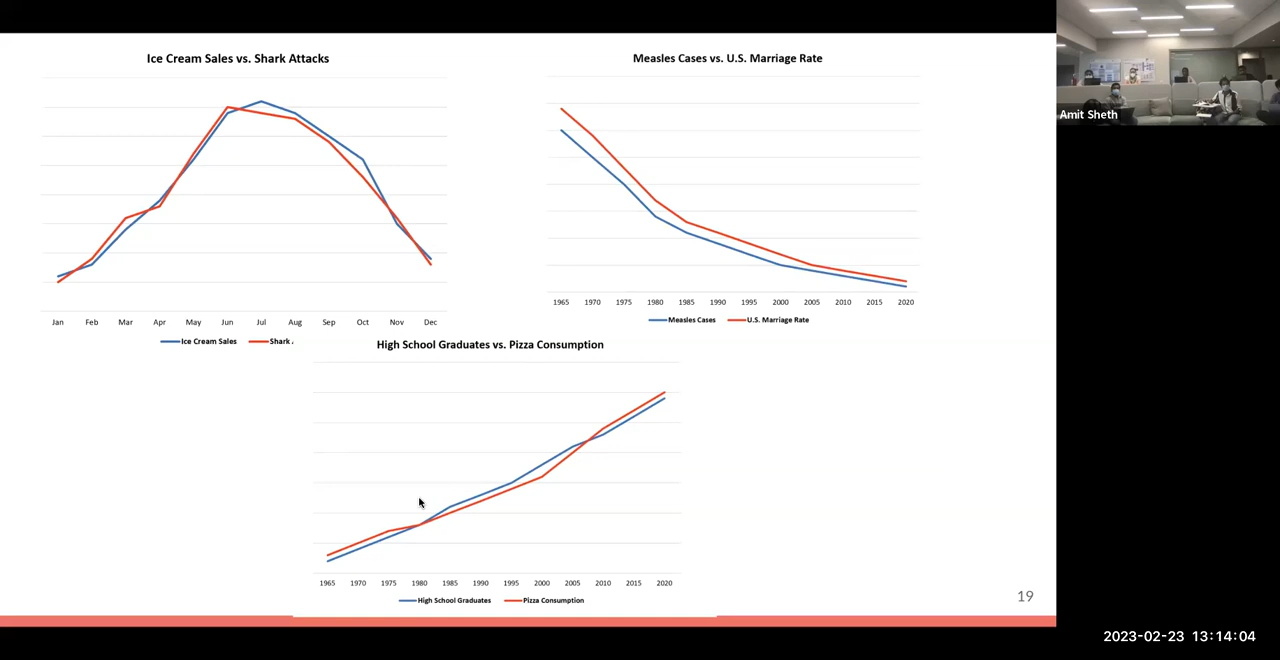 Ice Cream Sales vs. Shark Attacks
Jan Feb Mar Apr May Jun Jul Aug Sep Oct Nov Dec
Ice Cream Sales Shark
Measles Cases vs. U.S. Marriage Rate
1965 1970 1975 1980 1985 1990 1995 2000 2005 2010 2015 2020
Measles Cases U.S. Marriage Rate
High School Graduates vs. Pizza Consumption
1965 1970 1975 1980 1985 1990 1995 2000 2005 2010 2015 2020
High School Graduates Pizza Consumption
19
Amit Sheth
2023-02-23 13:14:04